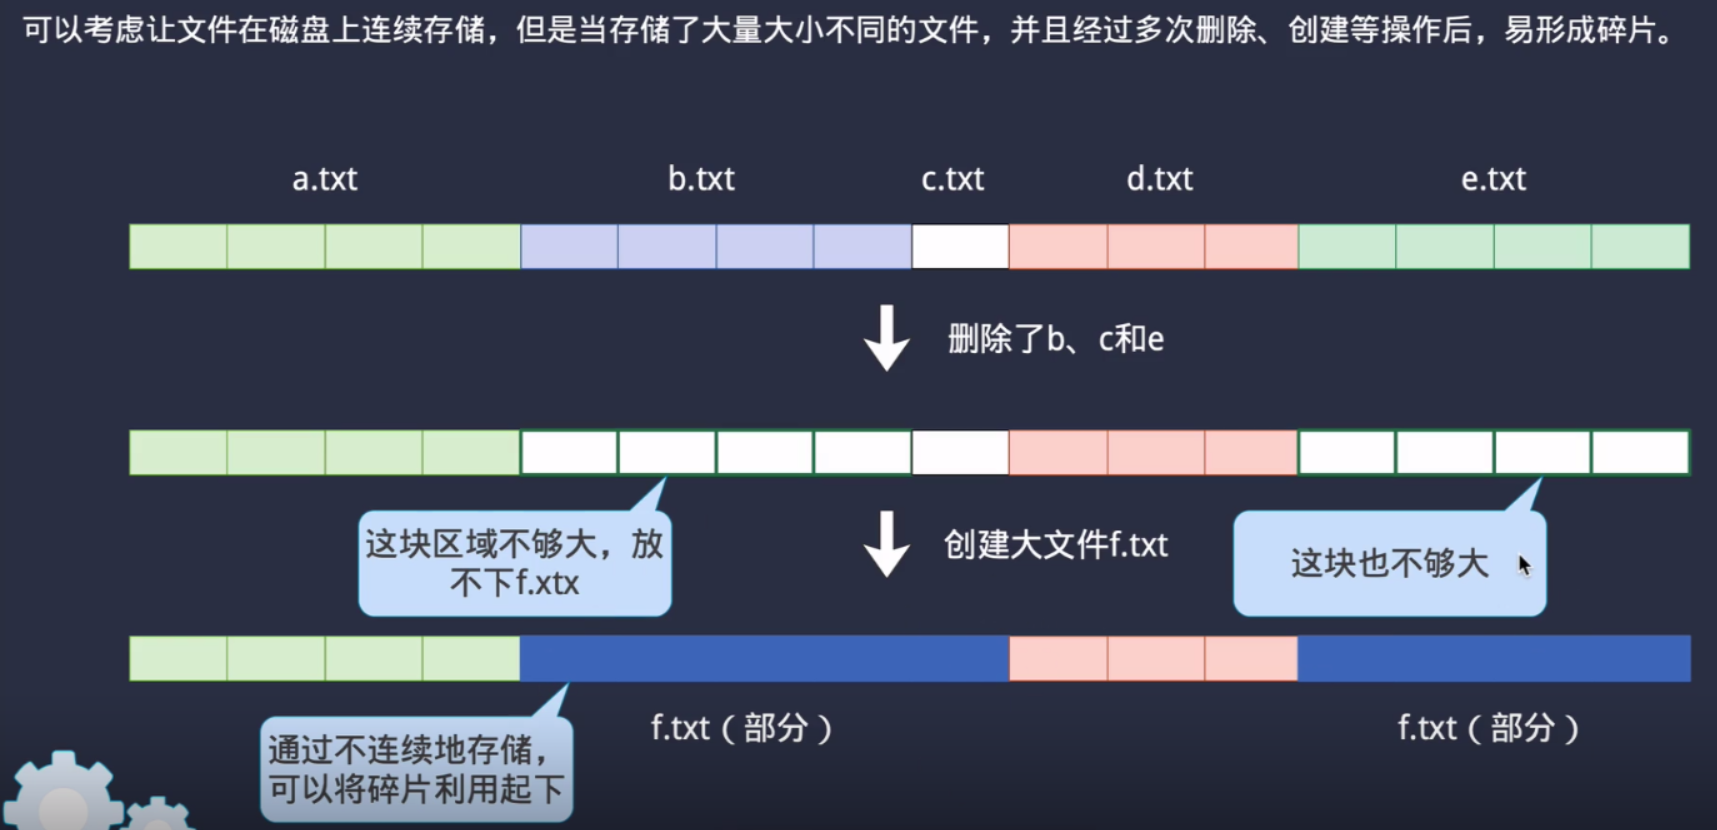 可以考虑让文件在磁盘上连续存储，但是当存储了大量大小不同的文件，并且经过多次删除、创建等操作后，易形成碎片。
a.txt
b.txt
c.txt
d.txt
e.txt
删除了b、c和e
这块区域不够大，放
不下f.xtx
创建大文件f.txt
这块也不够大
通过不连续地存储，
可以将碎片利用起下
f.txt（部分）
f.txt（部分）